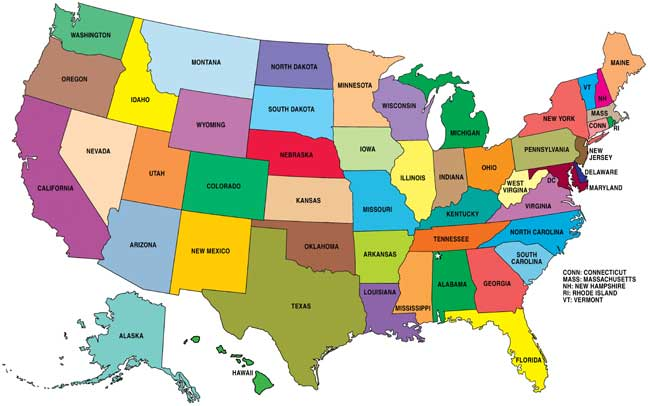 WASHINGTON
OREGON
CALIFORNIA
NEVADA
IDAHO
MONTANA
WYOMING
UTAH
ARIZONA
COLORADO
NEW MEXICO
NORTH DAKOTA
SOUTH DAKOTA
NEBRASKA
KANSAS
OKLAHOMA
TEXAS
MINNESOTA
IOWA
MISSOURI
ARKANSAS
LOUISIANA
WISCONSIN
ILLINOIS
MICHIGAN
INDIANA
OHIO
KENTUCKY
TENNESSEE
MISSISSIPPI
ALABAMA
GEORGIA
FLORIDA
SOUTH
CAROLINA
NORTH CAROLINA
VIRGINIA
WEST
VIRGINIA
DC
MARYLAND
DELAWARE
NEW
JERSEY
PENNSYLVANIA
NEW YORK
CONN
RI
MASS
VT
NH
MAINE
ALASKA
HAWAII
CONN: CONNECTICUT
MASS: MASSACHUSETTS
NH: NEW HAMPSHIRE
RI: RHODE ISLAND
VT: VERMONT